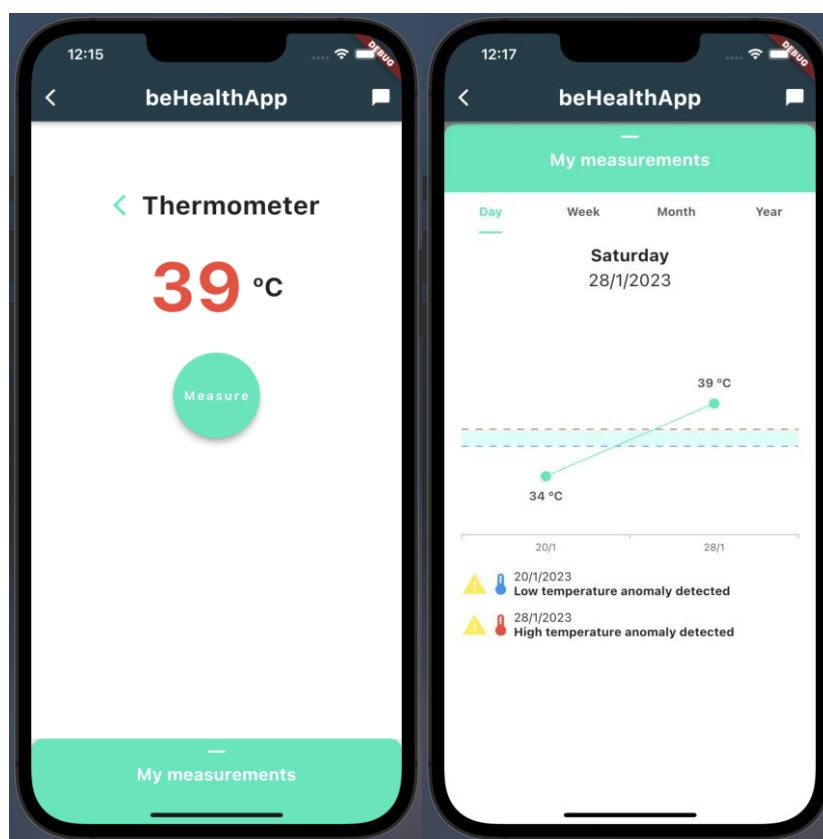 12:15
DEBUG
beHealthApp
Thermometer
39 ºC
Measure
My measurements
12:17
DEBUG
beHealthApp
My measurements
Day Week Month Year
Saturday
28/1/2023
39 ºC
34 ºC
20/1 28/1
20/1/2023
Low temperature anomaly detected
28/1/2023
High temperature anomaly detected